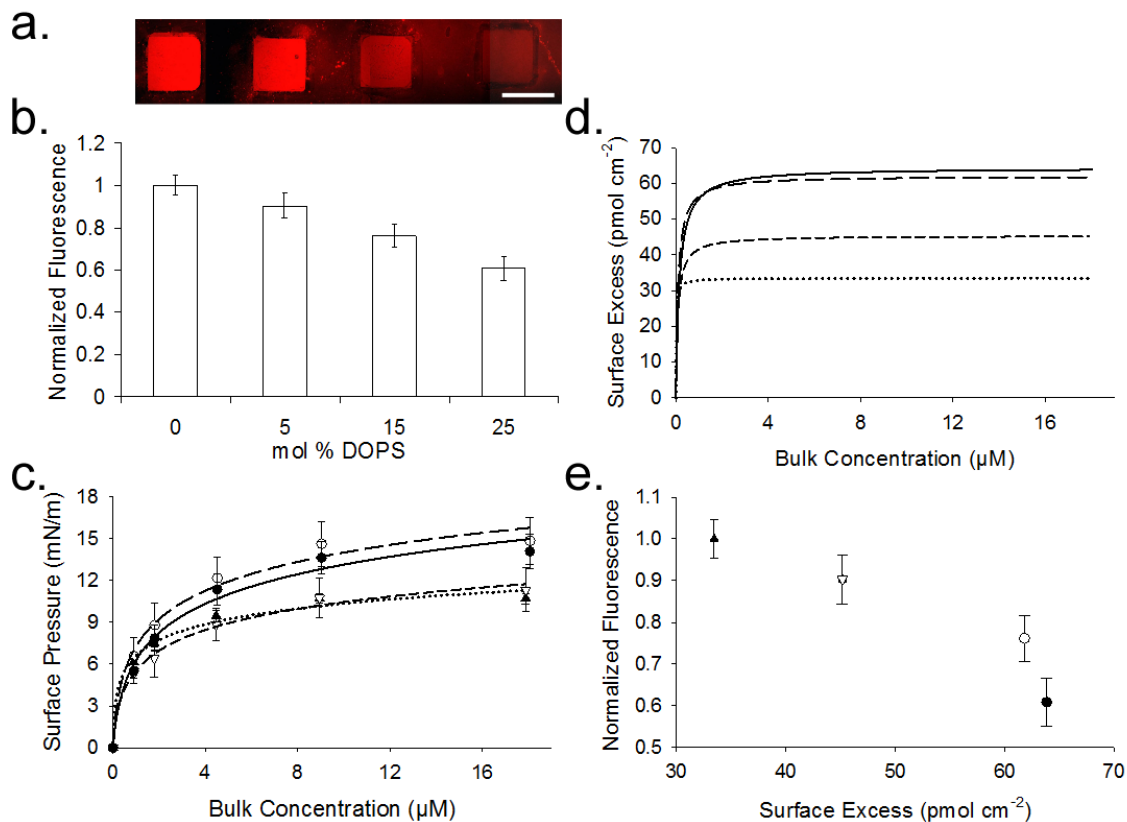 a.
b.
Normalized Fluorescence
1.2
1
0.8
0.6
0.4
0.2
0
0 5 15 25
mol % DOPS
c.
Surface Pressure (mN/m)
18
15
12
9
6
3
0
0 4 8 12 16
Bulk Concentration (µM)
d.
Surface Excess (pmol cm⁻²)
70
60
50
40
30
20
10
0
0 4 8 12 16
Bulk Concentration (µM)
e.
Normalized Fluorescence
1.1
1.0
0.9
0.8
0.7
0.6
0.5
30 40 50 60 70
Surface Excess (pmol cm⁻²)